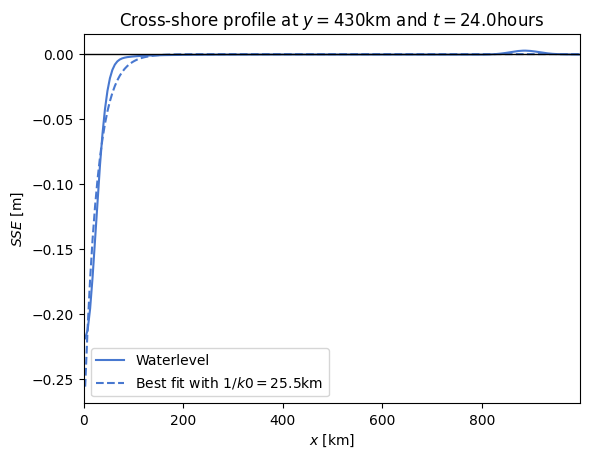 Cross-shore profile at y = 430km and t = 24.0hours
0.00
−0.05
−0.10
−0.15
−0.20
−0.25
SSE [m]
Waterlevel
Best fit with 1/k0 = 25.5km
0 200 400 600 800
x [km]